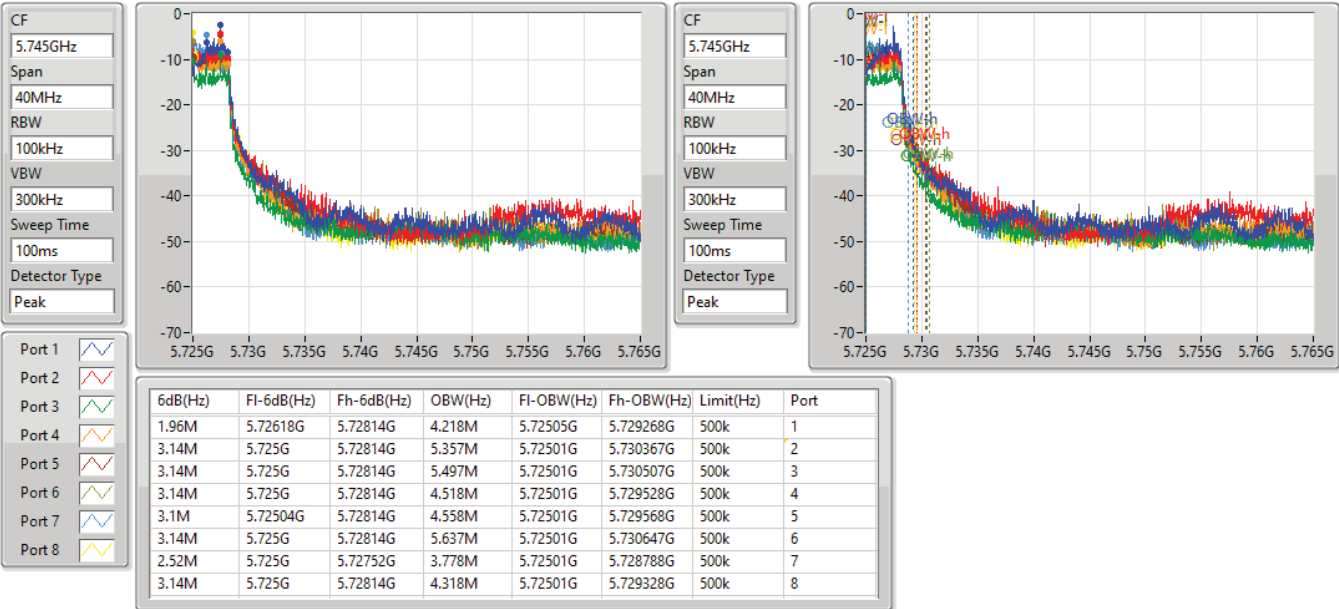 CF
5.745GHz
Span
40MHz
RBW
100kHz
VBW
300kHz
Sweep Time
100ms
Detector Type
Peak
0
-10
-20
-30
-40
-50
-60
-70
5.725G 5.73G 5.735G 5.74G 5.745G 5.75G 5.755G 5.76G 5.765G
CF
5.745GHz
Span
40MHz
RBW
100kHz
VBW
300kHz
Sweep Time
100ms
Detector Type
Peak
0
-10
-20
-30
-40
-50
-60
-70
OBW-h
OBW-h
OBW-h
5.725G 5.73G 5.735G 5.74G 5.745G 5.75G 5.755G 5.76G 5.765G
Port 1
Port 2
Port 3
Port 4
Port 5
Port 6
Port 7
Port 8
6dB(Hz) Fl-6dB(Hz) Fh-6dB(Hz) OBW(Hz) Fl-OBW(Hz) Fh-OBW(Hz) Limit(Hz) Port
1.96M 5.72618G 5.72814G 4.218M 5.72505G 5.729268G 500k 1
3.14M 5.725G 5.72814G 5.357M 5.72501G 5.730367G 500k 2
3.14M 5.725G 5.72814G 5.497M 5.72501G 5.730507G 500k 3
3.14M 5.725G 5.72814G 4.518M 5.72501G 5.729528G 500k 4
3.1M 5.72504G 5.72814G 4.558M 5.72501G 5.729568G 500k 5
3.14M 5.725G 5.72814G 5.637M 5.72501G 5.730647G 500k 6
2.52M 5.725G 5.72752G 3.778M 5.72501G 5.728788G 500k 7
3.14M 5.725G 5.72814G 4.318M 5.72501G 5.729328G 500k 8